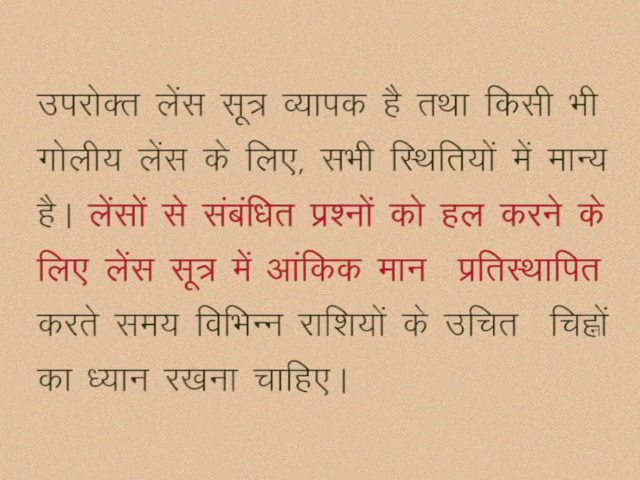 उपरोक्त लेंस सूत्र व्यापक है तथा किसी भी
गोलीय लेंस के लिए, सभी स्थितियों में मान्य
है। लेंसों से संबंधित प्रश्नों को हल करने के
लिए लेंस सूत्र में आंकिक मान प्रतिस्थापित
करते समय विभिन्न राशियों के उचित चिह्नों
का ध्यान रखना चाहिए।